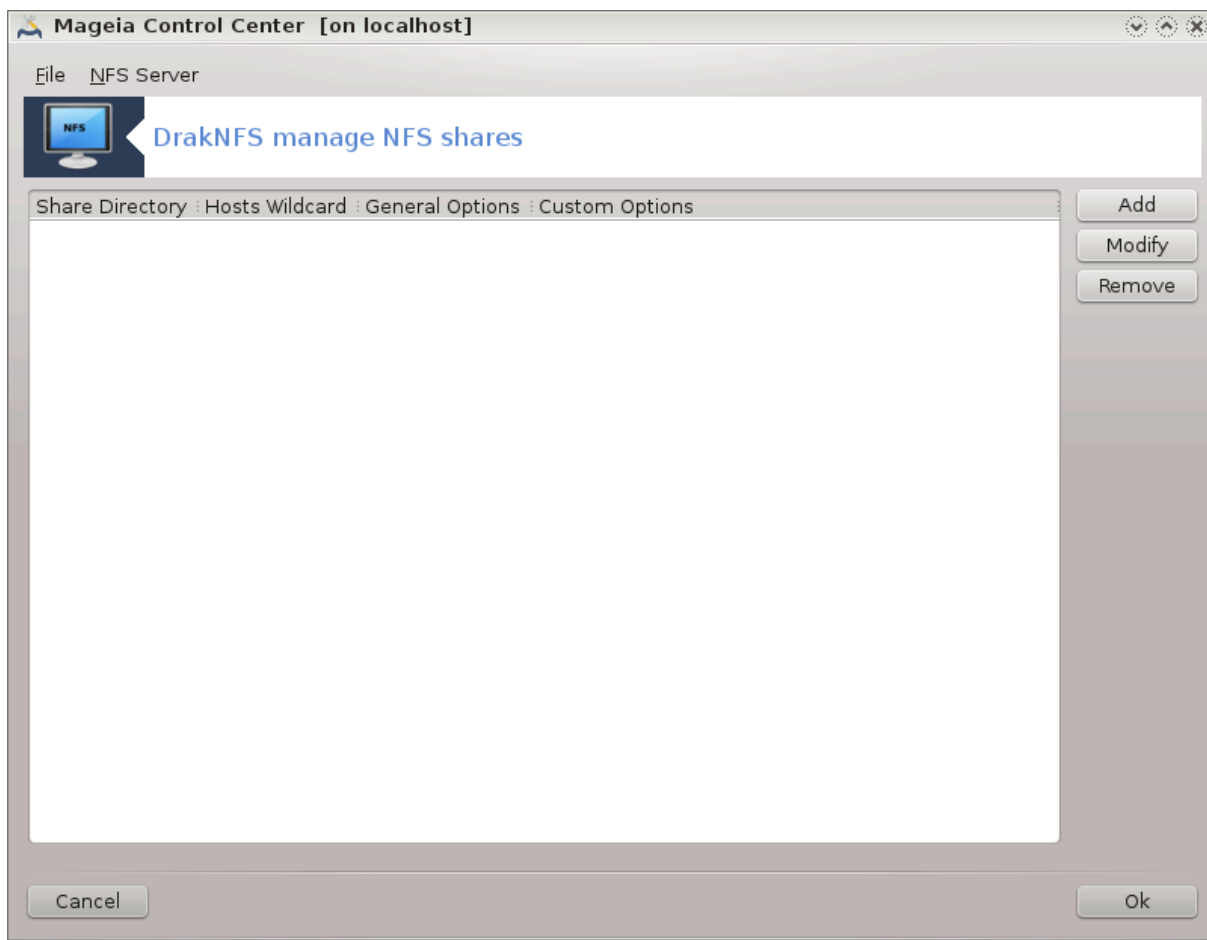 Mageia Control Center [on localhost]
File NFS Server
NFS
DrakNFS manage NFS shares
Share Directory Hosts Wildcard General Options Custom Options
Add
Modify
Remove
Cancel
Ok